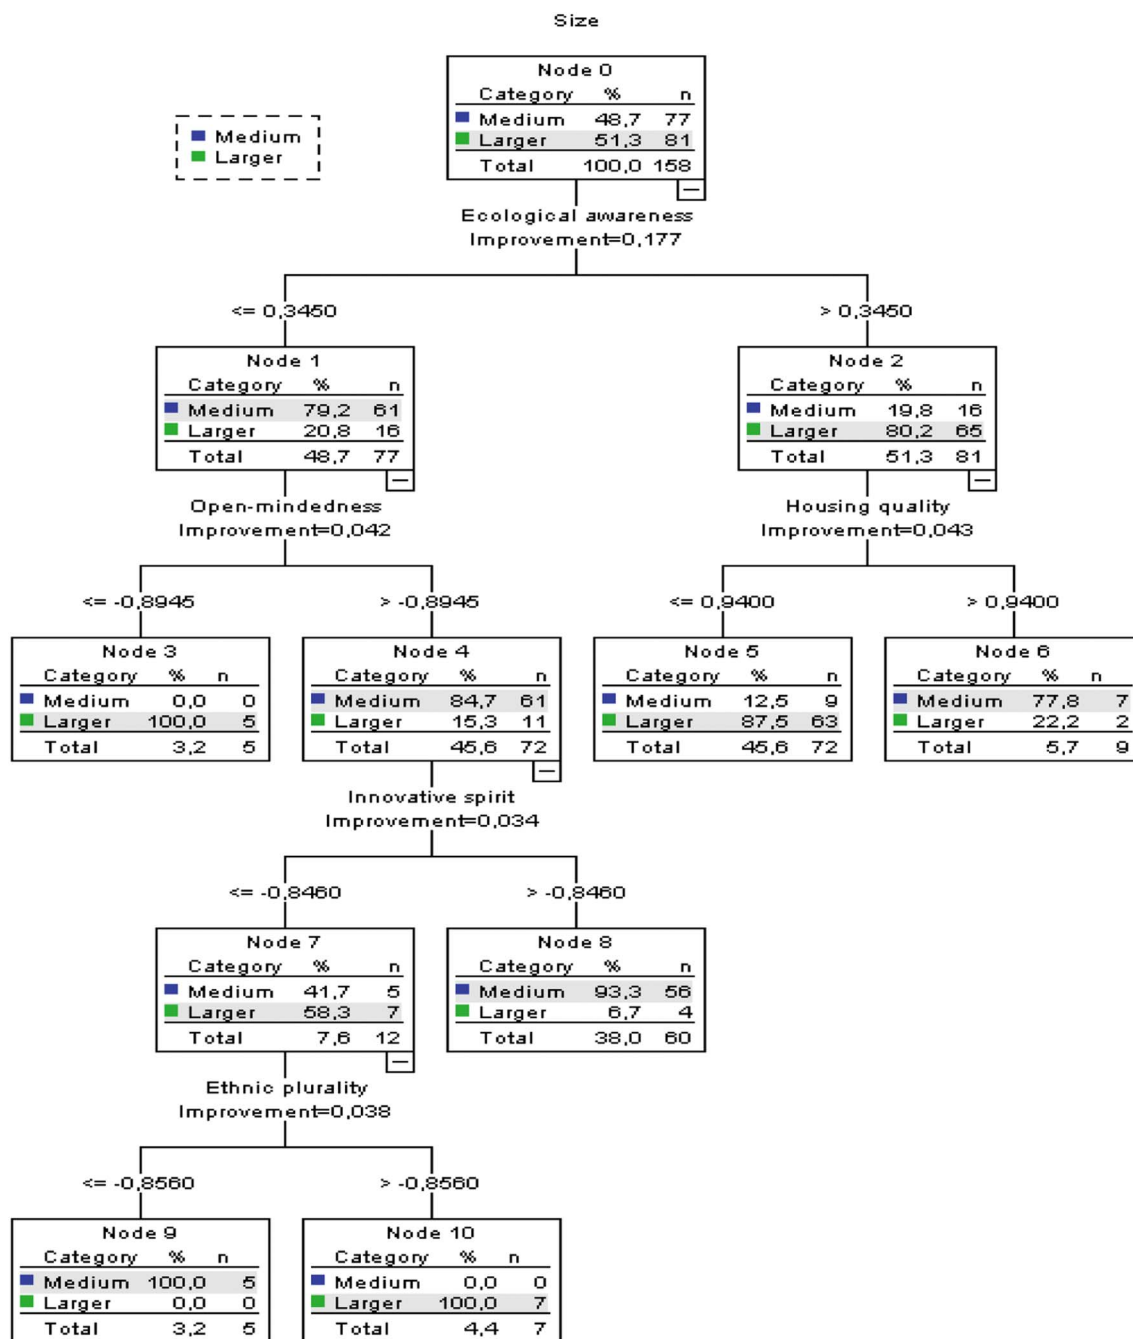 Size
Medium
Larger
Node 0
Category % n
Medium 48,7 77
Larger 51,3 81
Total 100,0 158
Ecological awareness
Improvement=0,177
<= 0,3450
> 0,3450
Node 1
Category % n
Medium 79,2 61
Larger 20,8 16
Total 48,7 77
Node 2
Category % n
Medium 19,8 16
Larger 80,2 65
Total 51,3 81
Open-mindedness
Improvement=0,042
Housing quality
Improvement=0,043
<= -0,8945
> -0,8945
<= 0,9400
> 0,9400
Node 3
Category % n
Medium 0,0 0
Larger 100,0 5
Total 3,2 5
Node 4
Category % n
Medium 84,7 61
Larger 15,3 11
Total 45,6 72
Node 5
Category % n
Medium 12,5 9
Larger 87,5 63
Total 45,6 72
Node 6
Category % n
Medium 77,8 7
Larger 22,2 2
Total 5,7 9
Innovative spirit
Improvement=0,034
<= -0,8460
> -0,8460
Node 7
Category % n
Medium 41,7 5
Larger 58,3 7
Total 7,6 12
Node 8
Category % n
Medium 93,3 56
Larger 6,7 4
Total 38,0 60
Ethnic plurality
Improvement=0,038
<= -0,8560
> -0,8560
Node 9
Category % n
Medium 100,0 5
Larger 0,0 0
Total 3,2 5
Node 10
Category % n
Medium 0,0 0
Larger 100,0 7
Total 4,4 7